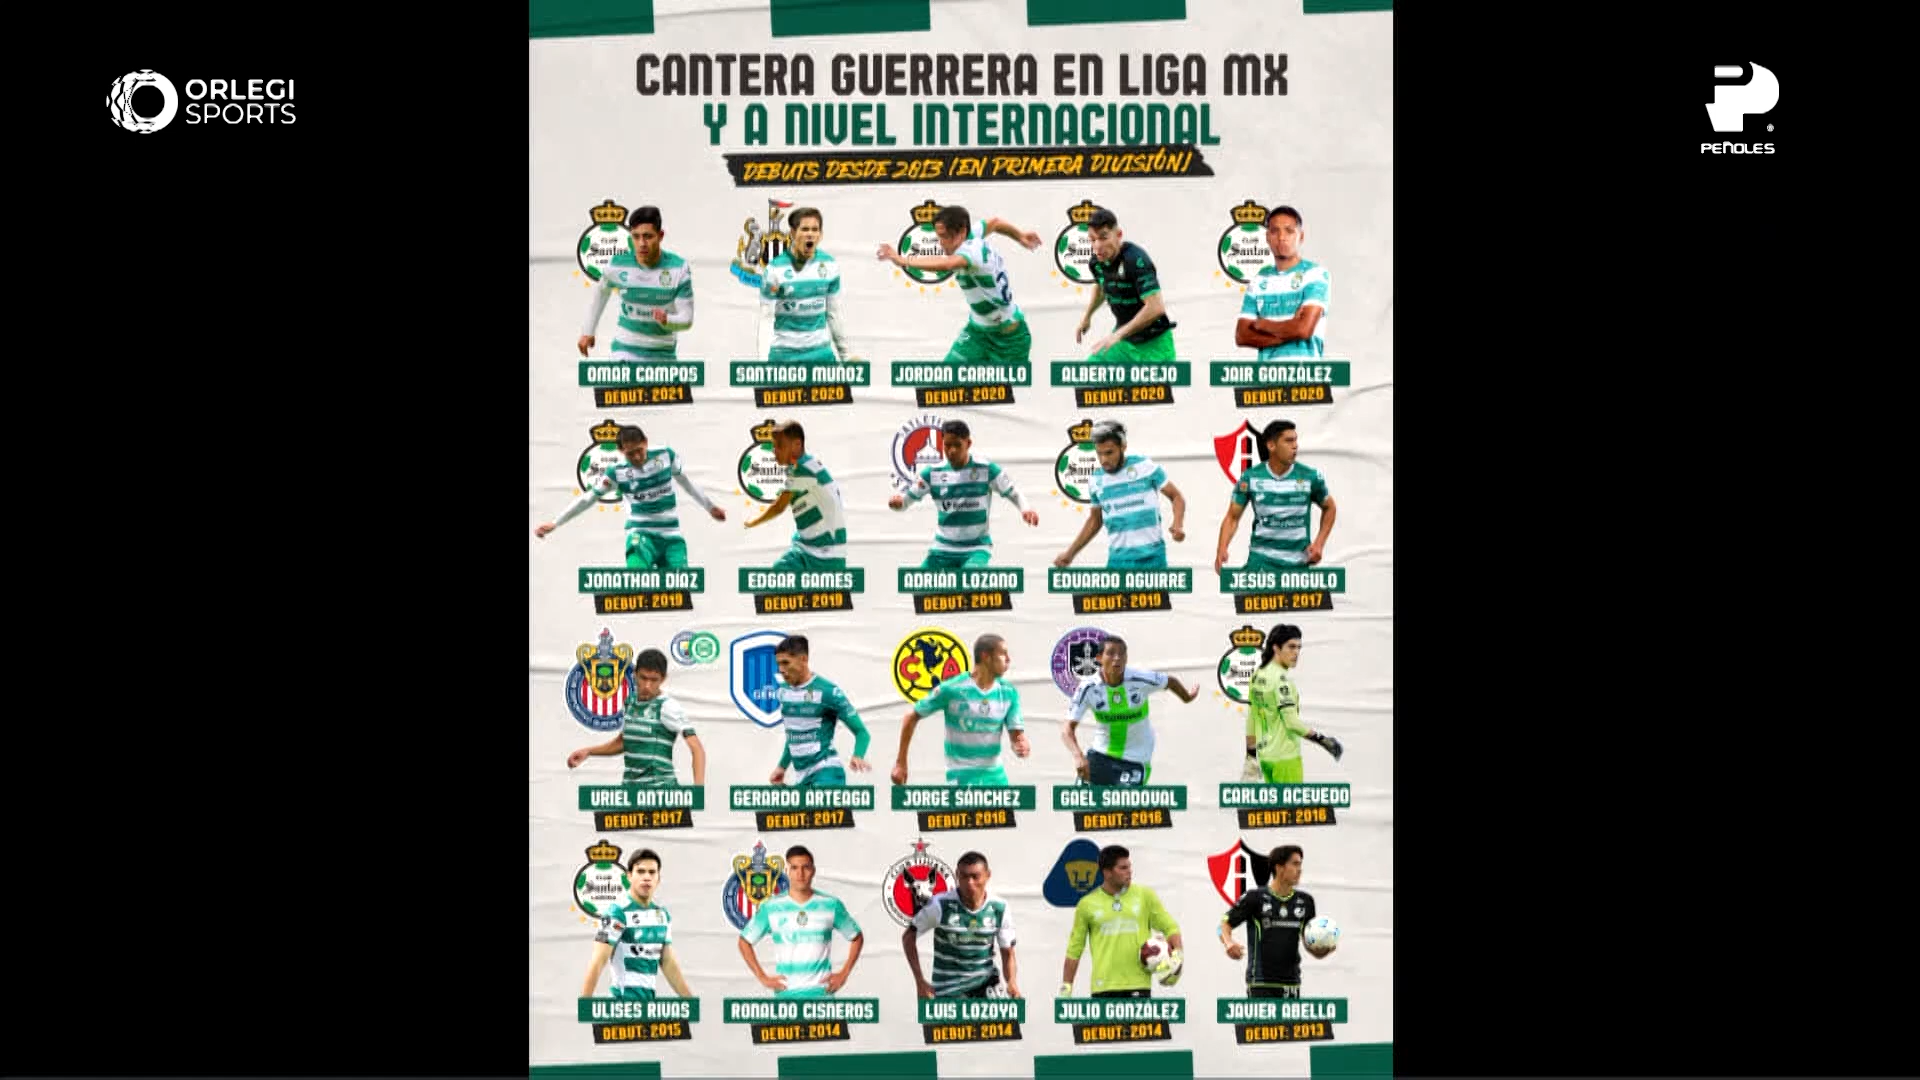 ORLEGI
SPORTS
PEÑOLES
CANTERA GUERRERA EN LIGA MX
Y A NIVEL INTERNACIONAL
DEBUTS DESDE 2013 (EN PRIMERA DIVISIÓN)
OMAR CAMPOS
DEBUT: 2021
SANTIAGO MUÑOZ
DEBUT: 2020
JORDAN CARRILLO
DEBUT: 2020
ALBERTO OCEJO
DEBUT: 2020
JAIR GONZÁLEZ
DEBUT: 2020
JONATHAN DÍAZ
DEBUT: 2019
EDGAR GAMES
DEBUT: 2019
ADRIÁN LOZANO
DEBUT: 2019
EDUARDO AGUIRRE
DEBUT: 2019
JESÚS ANGULO
DEBUT: 2017
URIEL ANTUNA
DEBUT: 2017
GERARDO ARTEAGA
DEBUT: 2017
JORGE SÁNCHEZ
DEBUT: 2016
GAEL SANDOVAL
DEBUT: 2016
CARLOS ACEVEDO
DEBUT: 2016
ULISES RIVAS
DEBUT: 2015
RONALDO CISNEROS
DEBUT: 2014
LUIS LOZOYA
DEBUT: 2014
JULIO GONZÁLEZ
DEBUT: 2014
JAVIER ABELLA
DEBUT: 2013